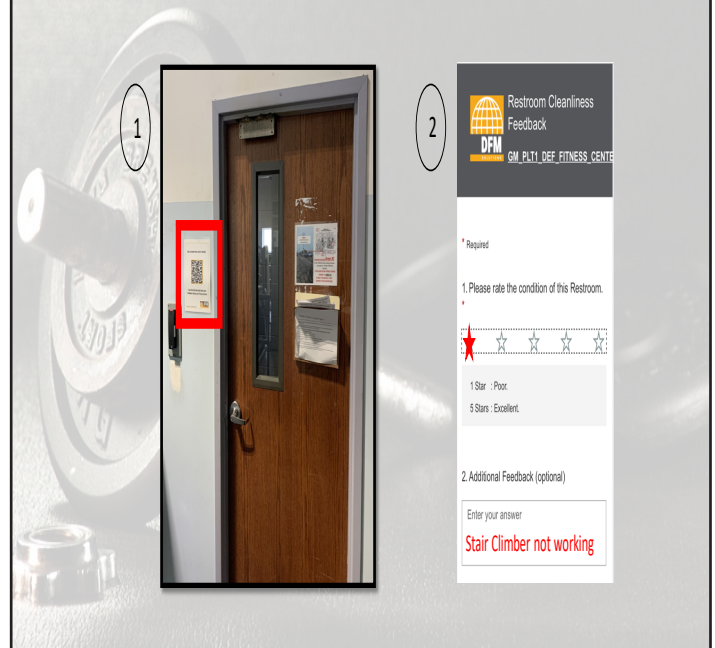 1
2
Restroom Cleanliness
Feedback
DFM
SOLUTIONS
GM_PLT1_DEF_FITNESS_CENTE
* Required
1. Please rate the condition of this Restroom.
*
1 Star : Poor.
5 Stars : Excellent.
2. Additional Feedback (optional)
Enter your answer
Stair Climber not working